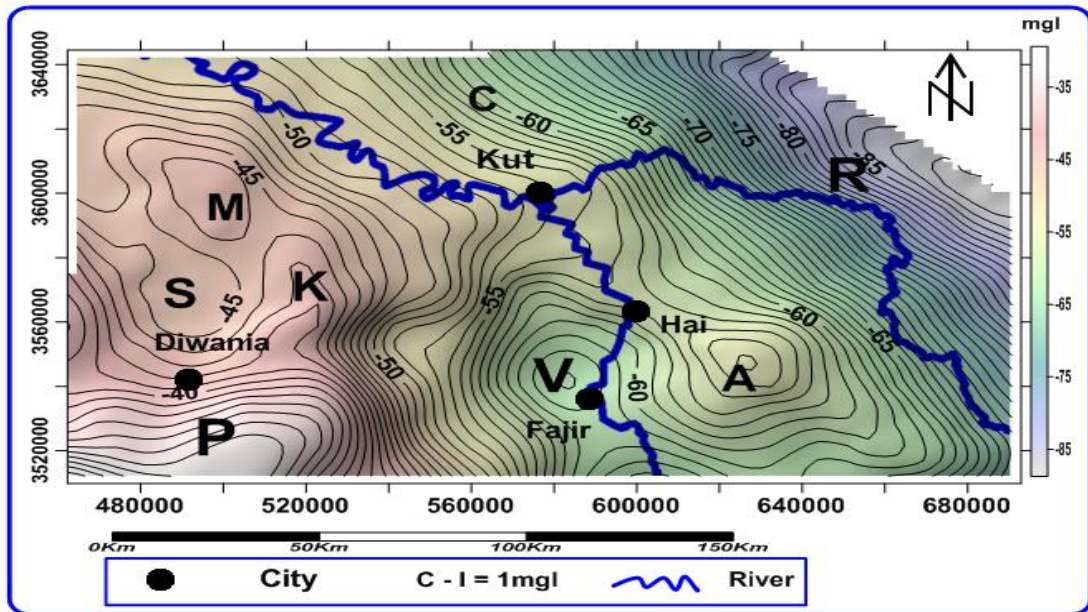 mgl
3640000
3600000
3560000
3520000
-50
-45
-55
-60
-65
-70
-75
-80
-85
C
Kut
R
M
S
K
-45
-55
-60
-65
Diwania
-50
Hai
-40
V
-60
A
P
Fajir
-35
-45
-55
-65
-75
-85
N
480000 520000 560000 600000 640000 680000
0Km 50Km 100Km 150Km
City C - I = 1mgl River